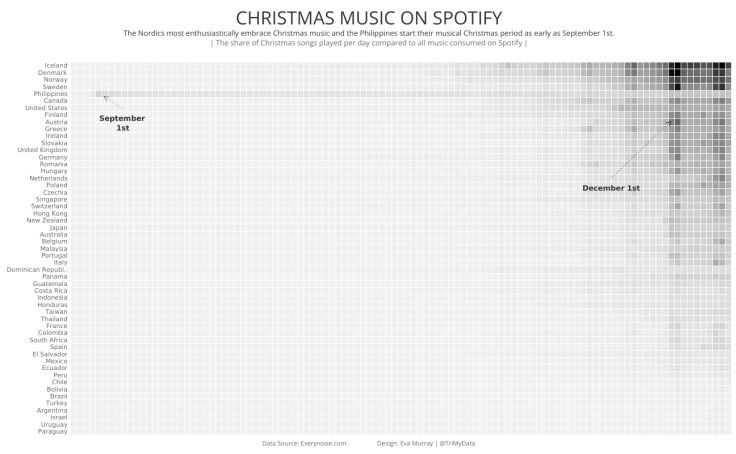 CHRISTMAS MUSIC ON SPOTIFY
The Nordics most enthusiastically embrace Christmas music and the Philippines start their musical Christmas period as early as September 1st.
| The share of Christmas songs played per day compared to all music consumed on Spotify |
Iceland
Denmark
Norway
Sweden
Philippines
Canada
United States
Finland
Austria
Greece
Ireland
Slovakia
United Kingdom
Germany
Romania
Hungary
Netherlands
Poland
Czechia
Singapore
Switzerland
Hong Kong
New Zealand
Japan
Australia
Belgium
Malaysia
Portugal
Italy
Dominican Republ..
Panama
Guatemala
Costa Rica
Indonesia
Honduras
Taiwan
Thailand
France
Colombia
South Africa
Spain
El Salvador
Mexico
Ecuador
Peru
Chile
Bolivia
Brazil
Turkey
Argentina
Israel
Uruguay
Paraguay
September
1st
December 1st
Data Source: Everynoise.com Design: Eva Murray | @TriMyData